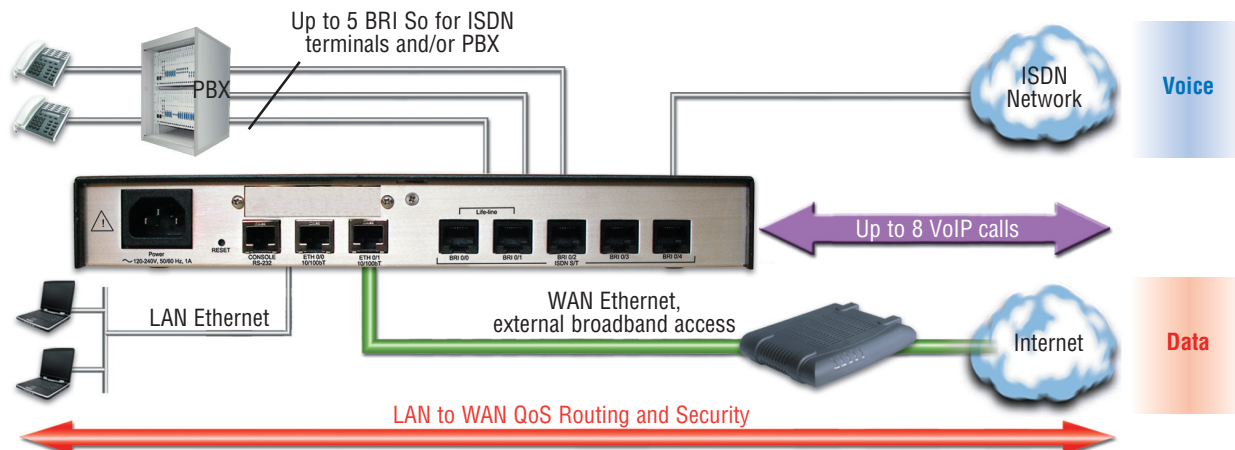 Up to 5 BRI So for ISDN
terminals and/or PBX
PBX
ISDN
Network
Voice
Life-line
Power
~120-240V, 50/60 Hz, 1A
RESET
CONSOLE
RS-232
ETH 0/0
10/100bT
ETH 0/1
10/100bT
BRI 0/0
BRI 0/1
BRI 0/2
BRI 0/3
BRI 0/4
ISDN S/T
Up to 8 VoIP calls
LAN Ethernet
WAN Ethernet,
external broadband access
Internet
Data
LAN to WAN QoS Routing and Security